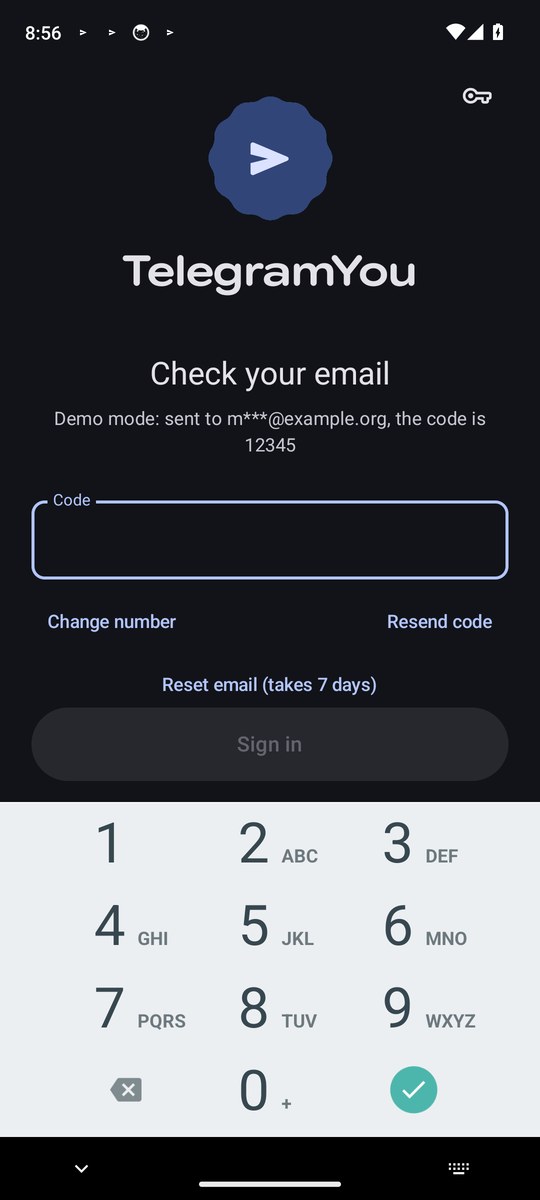 8:56
TelegramYou
Check your email
Demo mode: sent to m***@example.org, the code is
12345
Code
Change number
Resend code
Reset email (takes 7 days)
Sign in
1
2 ABC
3 DEF
4 GHI
5 JKL
6 MNO
7 PQRS
8 TUV
9 WXYZ
0 +